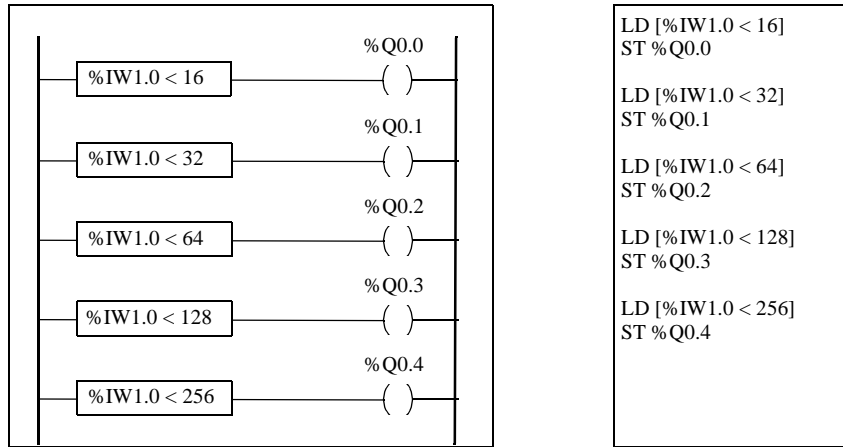 %Q0.0
%IW1.0 < 16
%Q0.1
%IW1.0 < 32
%Q0.2
%IW1.0 < 64
%Q0.3
%IW1.0 < 128
%Q0.4
%IW1.0 < 256
LD [%IW1.0 < 16]
ST %Q0.0
LD [%IW1.0 < 32]
ST %Q0.1
LD [%IW1.0 < 64]
ST %Q0.2
LD [%IW1.0 < 128]
ST %Q0.3
LD [%IW1.0 < 256]
ST %Q0.4